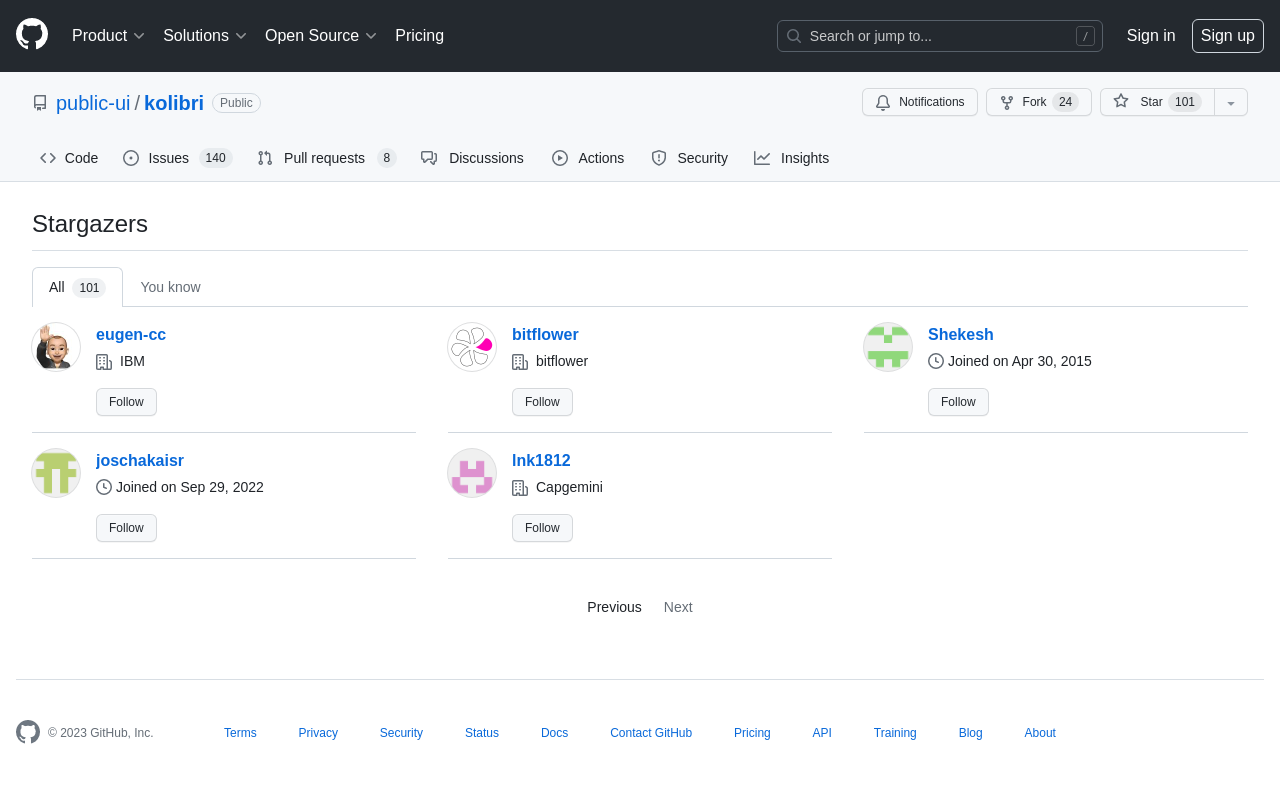 Product Solutions Open Source Pricing Search or jump to... / Sign in Sign up
public-ui / kolibri Public Notifications Fork 24 Star 101
Code Issues 140 Pull requests 8 Discussions Actions Security Insights
Stargazers
All 101 You know
eugen-cc
IBM
Follow
bitflower
bitflower
Follow
Shekesh
Joined on Apr 30, 2015
Follow
joschakaisr
Joined on Sep 29, 2022
Follow
lnk1812
Capgemini
Follow
Previous Next
© 2023 GitHub, Inc. Terms Privacy Security Status Docs Contact GitHub Pricing API Training Blog About